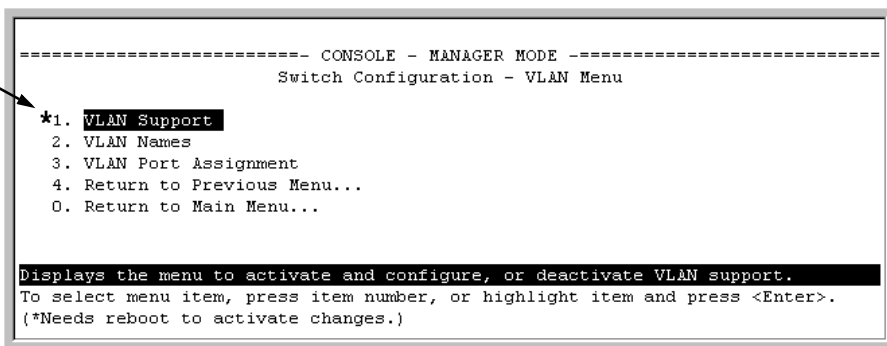 ===========================- CONSOLE - MANAGER MODE -============================
Switch Configuration - VLAN Menu
*1. VLAN Support
2. VLAN Names
3. VLAN Port Assignment
4. Return to Previous Menu...
0. Return to Main Menu...
Displays the menu to activate and configure, or deactivate VLAN support.
To select menu item, press item number, or highlight item and press <Enter>.
(*Needs reboot to activate changes.)